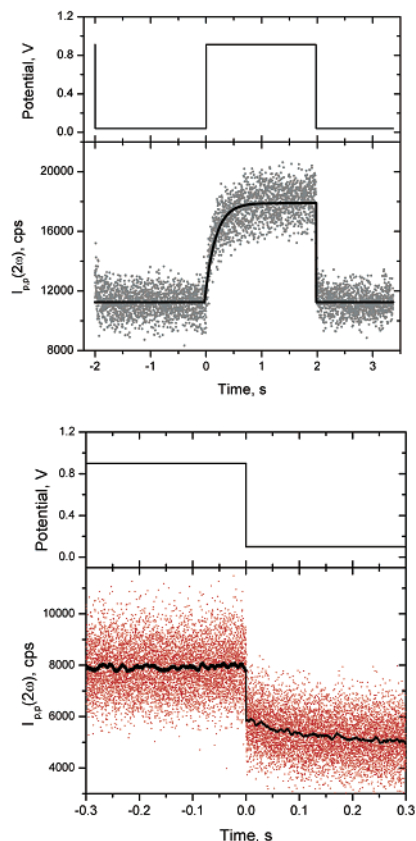 Potential, V
1.2
0.8
0.4
0.0
I p,p (2ω), cps
20000
16000
12000
8000
-2 -1 0 1 2 3
Time, s
Potential, V
1.2
0.8
0.4
0.0
I p,p (2ω), cps
10000
8000
6000
4000
-0.3 -0.2 -0.1 0.0 0.1 0.2 0.3
Time, s